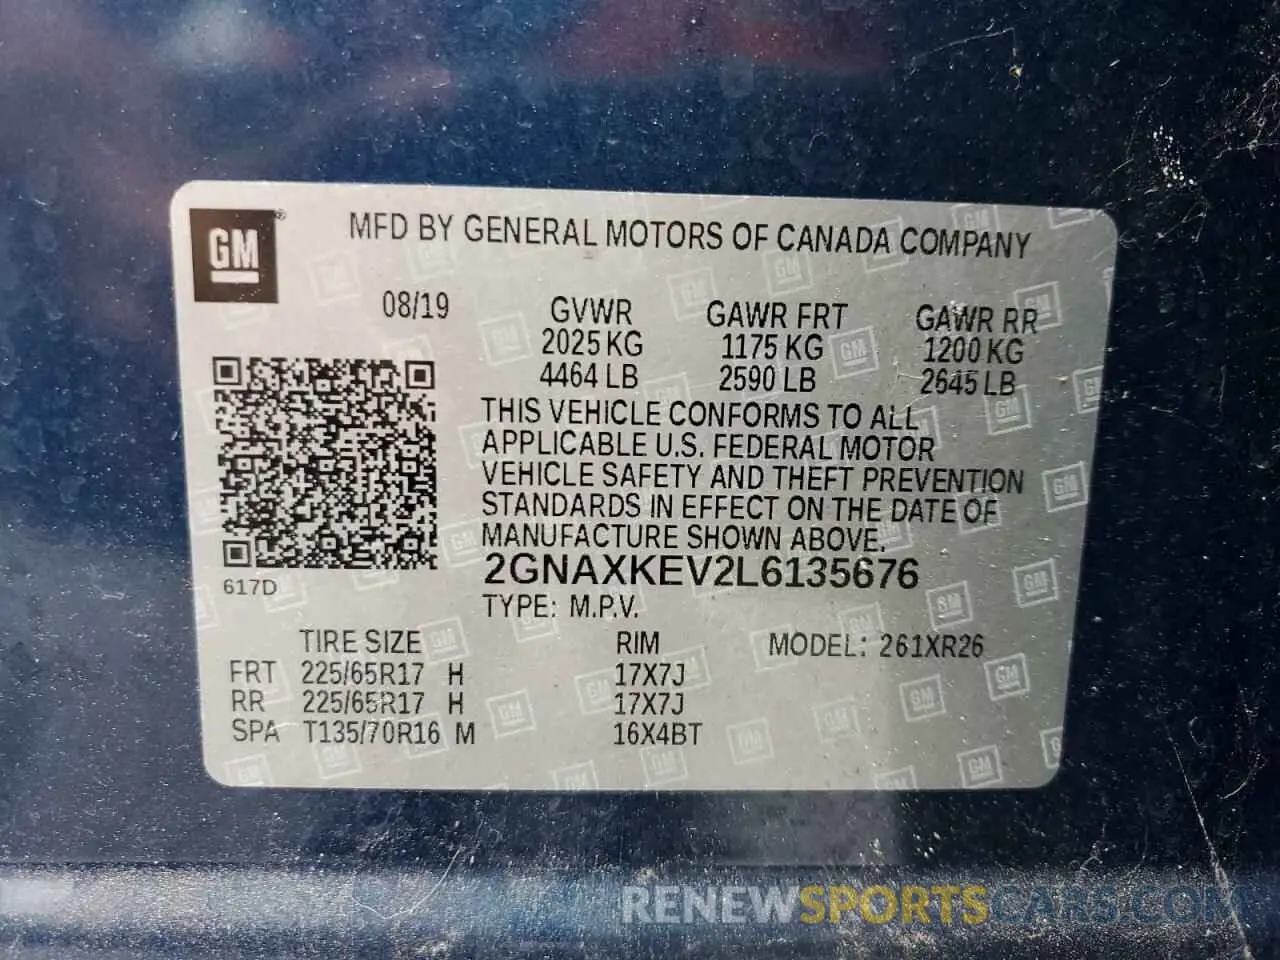 GM®
MFD BY GENERAL MOTORS OF CANADA COMPANY
08/19 GVWR GAWR FRT GAWR RR
2025 KG 1175 KG 1200 KG
4464 LB 2590 LB 2645 LB
THIS VEHICLE CONFORMS TO ALL
APPLICABLE U.S. FEDERAL MOTOR
VEHICLE SAFETY AND THEFT PREVENTION
STANDARDS IN EFFECT ON THE DATE OF
MANUFACTURE SHOWN ABOVE.
617D 2GNAXKEV2L6135676
TYPE: M.P.V.
TIRE SIZE RIM MODEL: 261XR26
FRT 225/65R17 H 17X7J
RR 225/65R17 H 17X7J
SPA T135/70R16 M 16X4BT
RENEWSPORTSCARS.COM